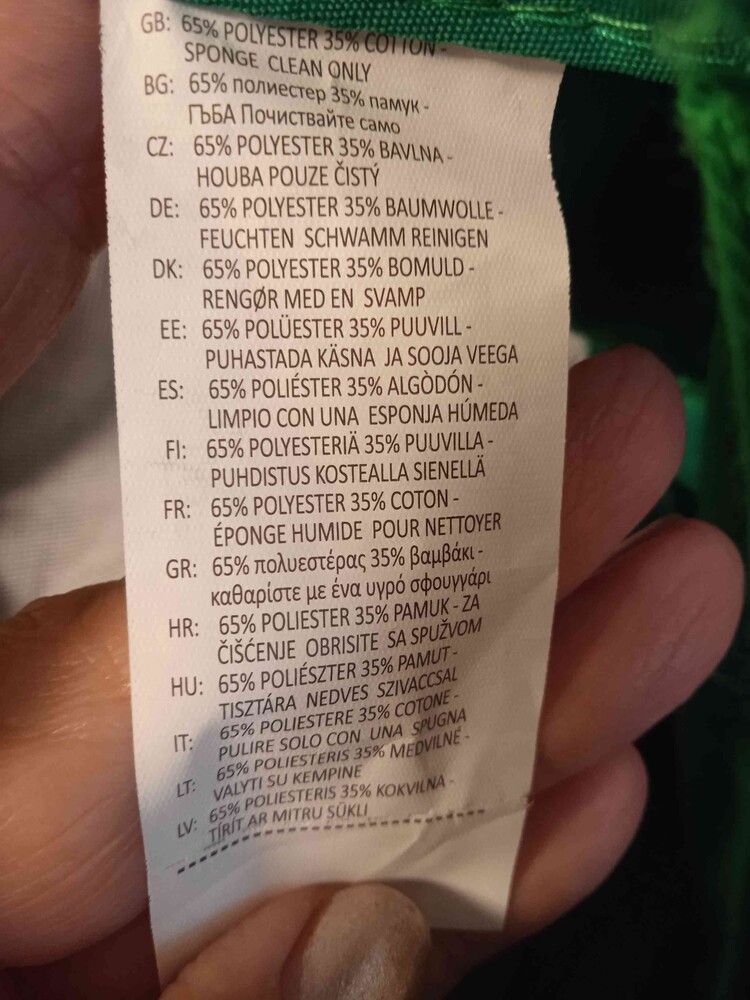 GB: 65% POLYESTER 35% COTTON -
SPONGE CLEAN ONLY
BG: 65% полиестер 35% памук -
ГЪБА Почиствайте само
CZ: 65% POLYESTER 35% BAVLNA -
HOUBA POUZE ČISTÝ
DE: 65% POLYESTER 35% BAUMWOLLE -
FEUCHTEN SCHWAMM REINIGEN
DK: 65% POLYESTER 35% BOMULD -
RENGØR MED EN SVAMP
EE: 65% POLÜESTER 35% PUUVILL -
PUHASTADA KÄSNA JA SOOJA VEEGA
ES: 65% POLIÉSTER 35% ALGÒDÓN -
LIMPIO CON UNA ESPONJA HÚMEDA
FI: 65% POLYESTERIÄ 35% PUUVILLA -
PUHDISTUS KOSTEALLA SIENELLÄ
FR: 65% POLYESTER 35% COTON -
ÉPONGE HUMIDE POUR NETTOYER
GR: 65% πολυεστέρας 35% βαμβάκι -
καθαρίστε με ένα υγρό σφουγγάρι
HR: 65% POLIESTER 35% PAMUK - ZA
ČIŠĆENJE OBRISITE SA SPUŽVOM
HU: 65% POLIÉSZTER 35% PAMUT -
TISZTÁRA NEDVES SZIVACCSAL
IT: 65% POLIESTERE 35% COTONE -
PULIRE SOLO CON UNA SPUGNA
LT: 65% POLIESTERIS 35% MEDVILNÉ -
VALYTI SU KEMPINE
LV: 65% POLIESTERIS 35% KOKVILNA -
TÍRÍT AR MITRU SŪKLI